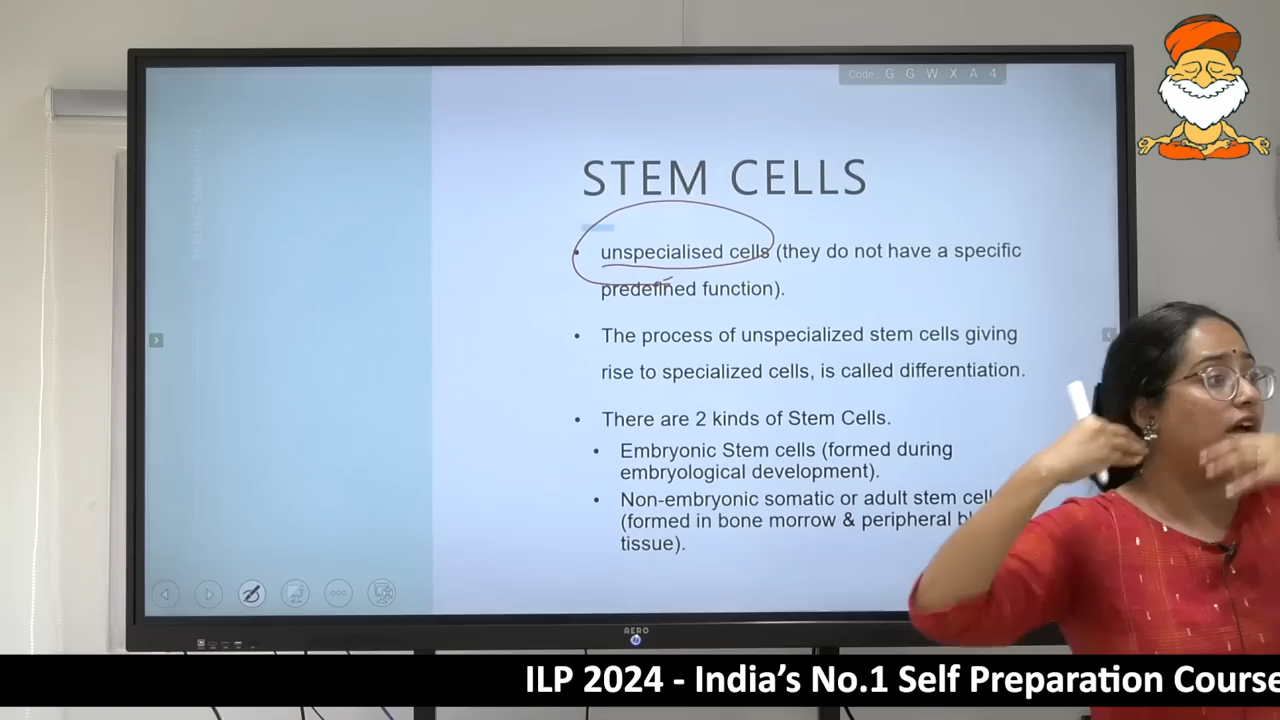 Code: G G W X A 4
STEM CELLS
• unspecialised cells (they do not have a specific
predefined function).
• The process of unspecialized stem cells giving
rise to specialized cells, is called differentiation.
• There are 2 kinds of Stem Cells.
• Embryonic Stem cells (formed during
embryological development).
• Non-embryonic somatic or adult stem
(formed in bone morrow & peripheral
tissue).
AERO
ILP 2024 - India’s No.1 Self Preparation Course